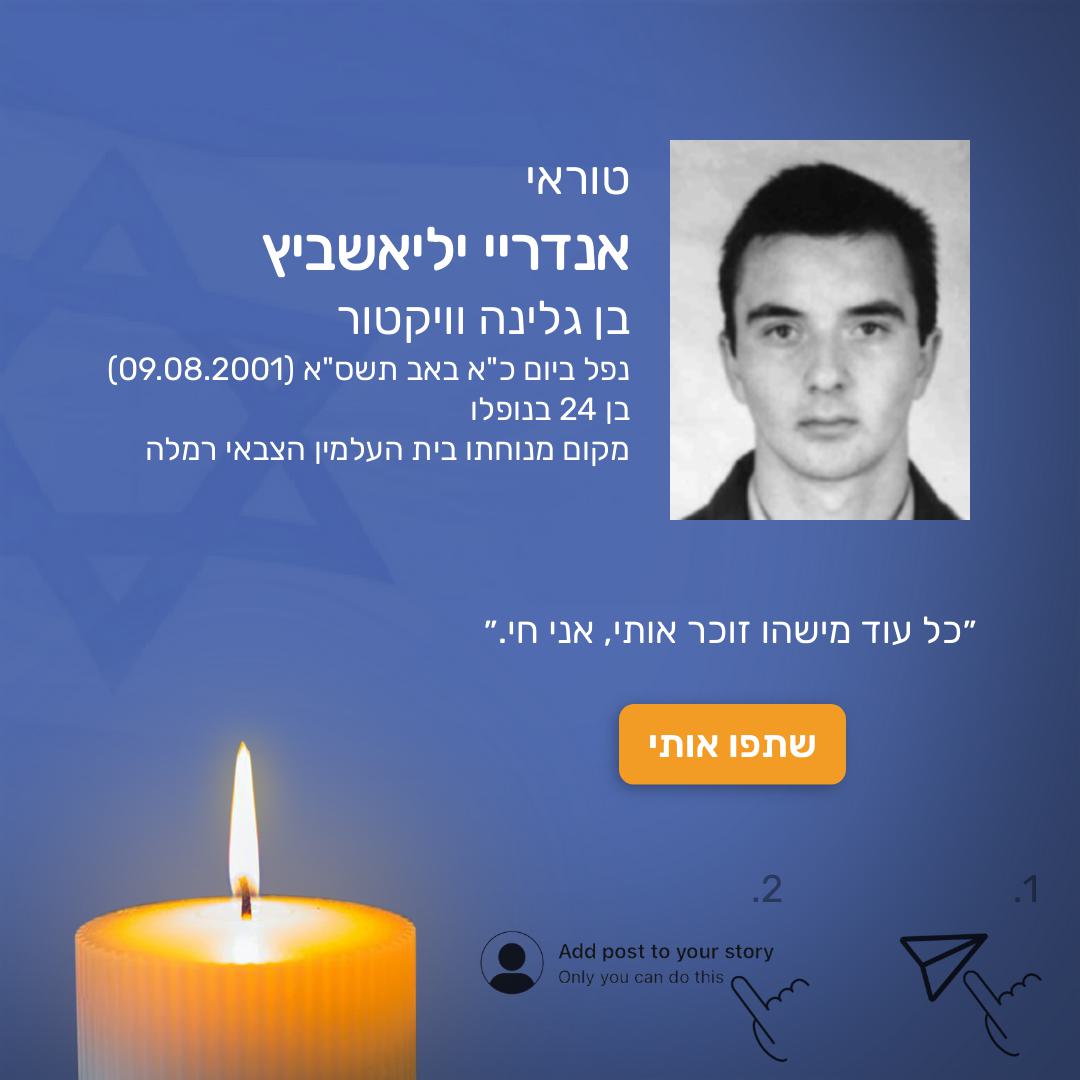 טוראי
אנדריי יליאשביץ
בן גלינה וויקטור
נפל ביום כ"א באב תשס"א (09.08.2001)
בן 24 בנופלו
מקום מנוחתו בית העלמין הצבאי רמלה
״כל עוד מישהו זוכר אותי, אני חי.״
שתפו אותי
1.
2.
Add post to your story
Only you can do this